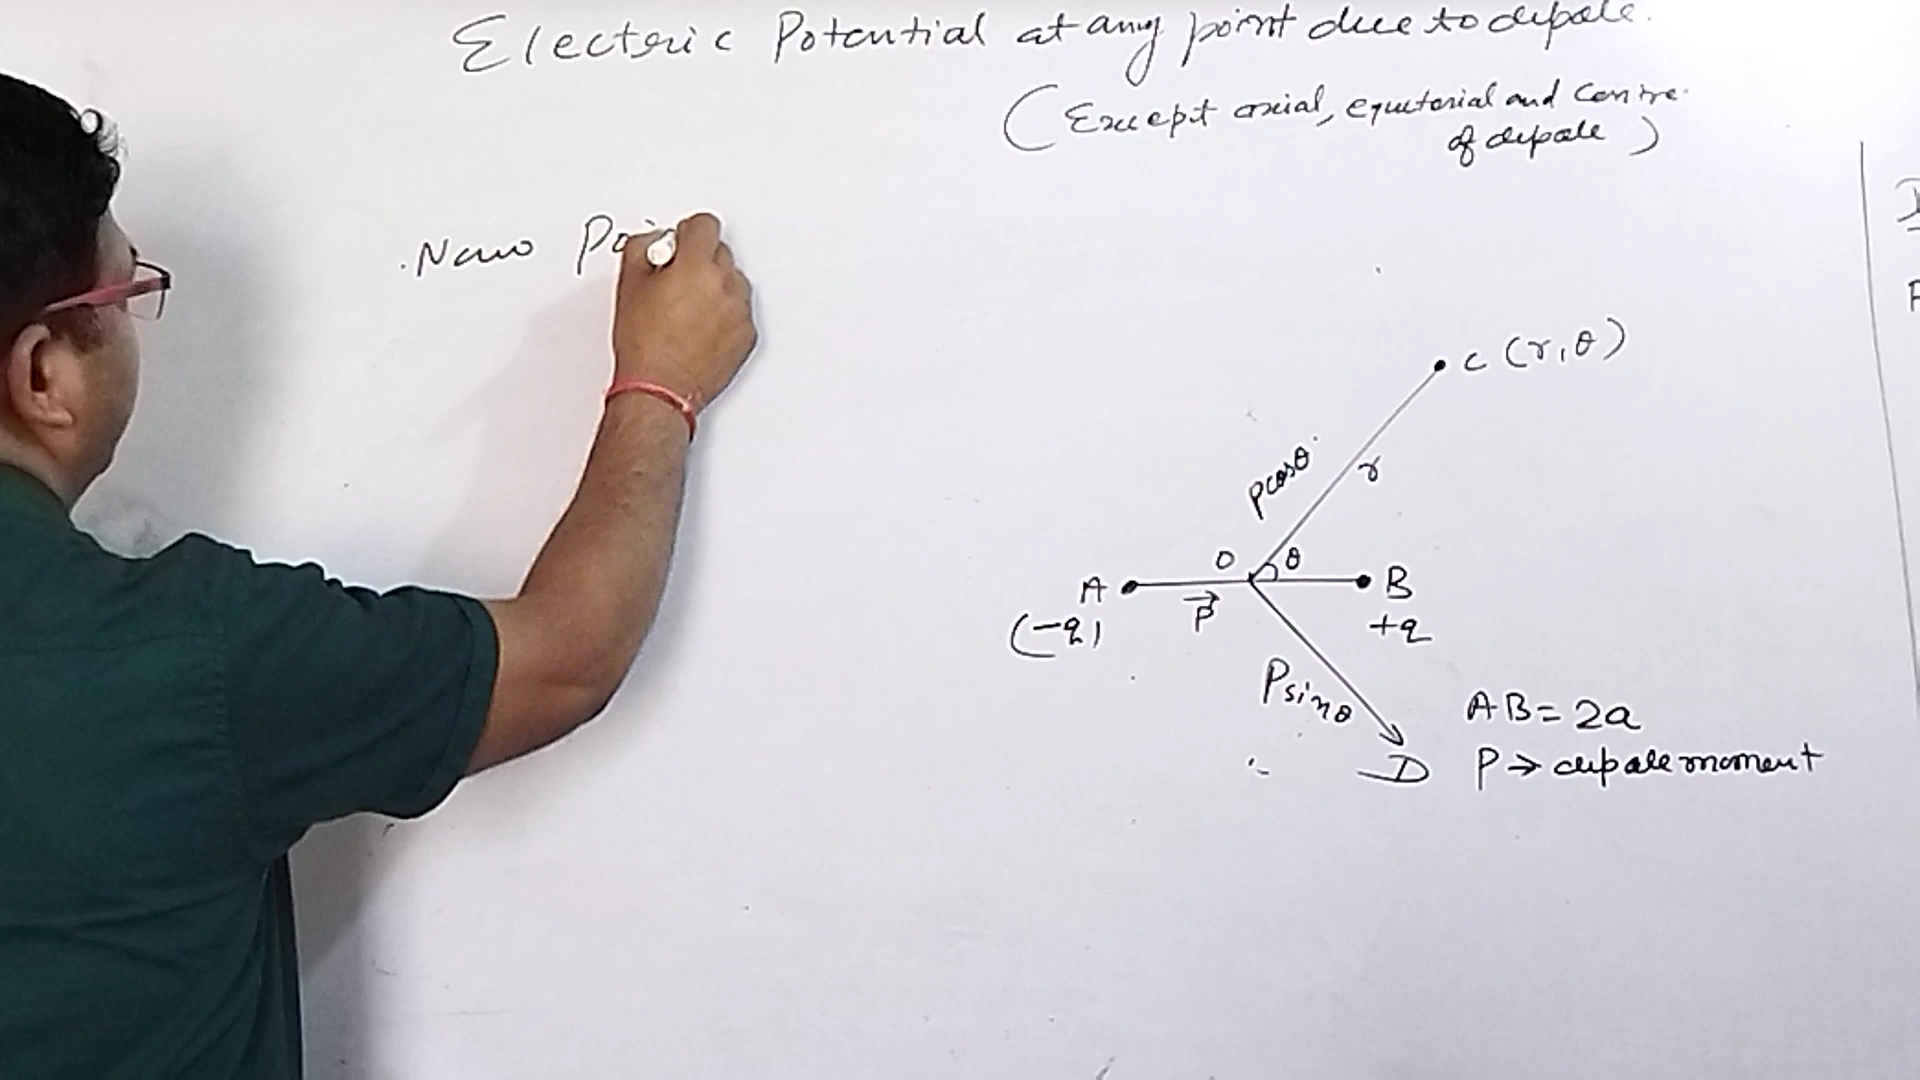 Electric Potential at any point due to dipole.
(Except axial, equatorial and centre
of dipole)
Now Poi
C (r, θ)
pcosθ
r
O θ
A B
p
(-q) +q
Psinθ
AB = 2a
∴ D P → dipole moment